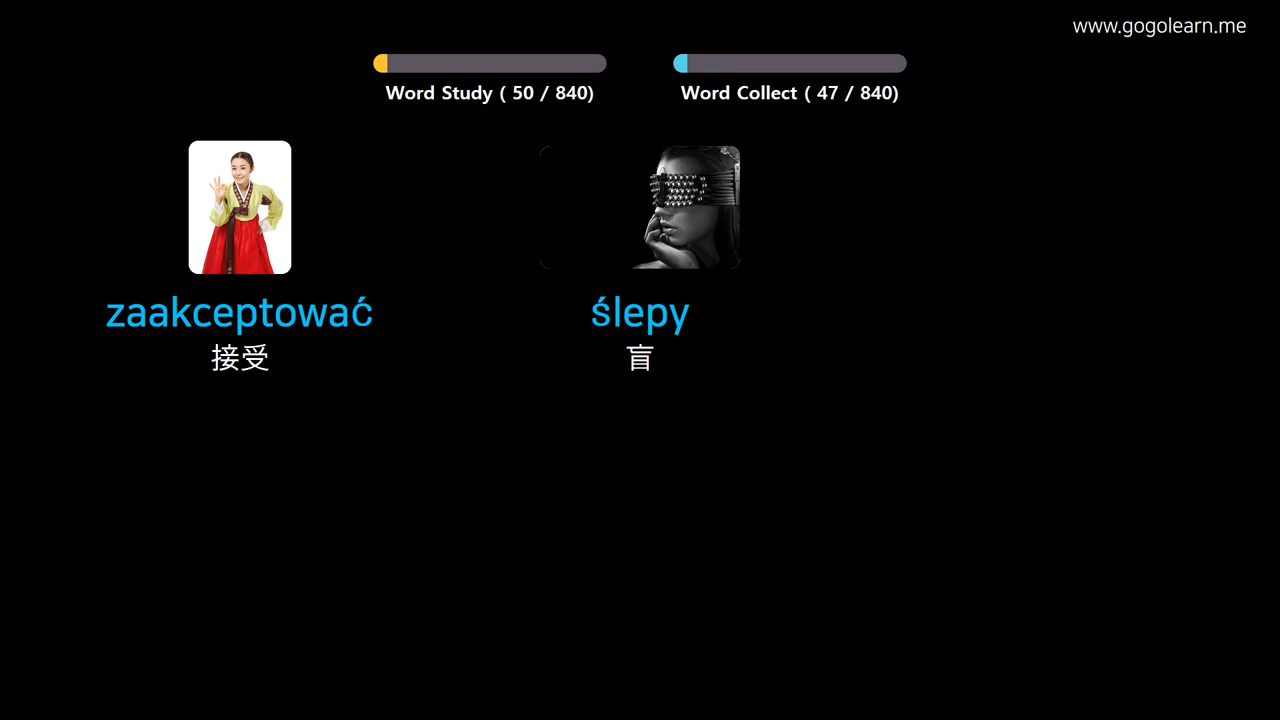 www.gogolearn.me
Word Study ( 50 / 840)
Word Collect ( 47 / 840)
zaakceptować
接受
ślepy
盲